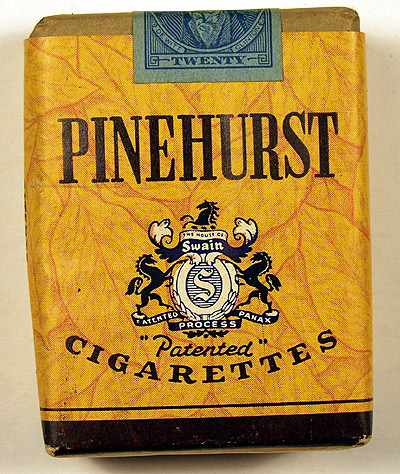 TWENTY
PINEHURST
THE HOUSE OF
Swain
S
PATENTED PANAX
PROCESS
"Patented"
CIGARETTES